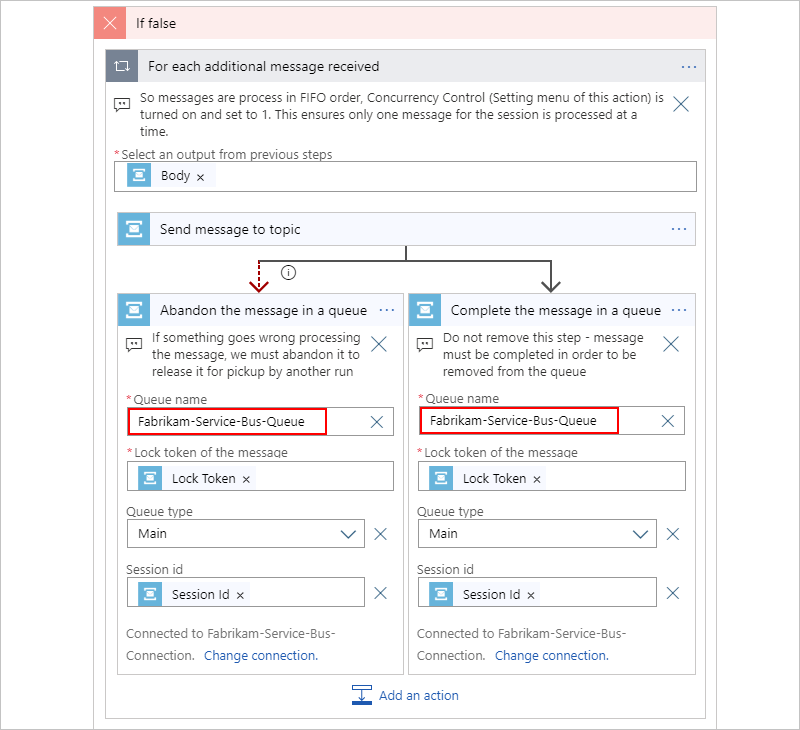 If false
For each additional message received
So messages are process in FIFO order, Concurrency Control (Setting menu of this action) is
turned on and set to 1. This ensures only one message for the session is processed at a
time.
*Select an output from previous steps
Body
Send message to topic
Abandon the message in a queue
If something goes wrong processing
the message, we must abandon it to
release it for pickup by another run
*Queue name
Fabrikam-Service-Bus-Queue
*Lock token of the message
Lock Token
Queue type
Main
Session id
Session Id
Connected to Fabrikam-Service-Bus-
Connection. Change connection.
Complete the message in a queue
Do not remove this step - message
must be completed in order to be
removed from the queue
*Queue name
Fabrikam-Service-Bus-Queue
*Lock token of the message
Lock Token
Queue type
Main
Session id
Session Id
Connected to Fabrikam-Service-Bus-
Connection. Change connection.
Add an action